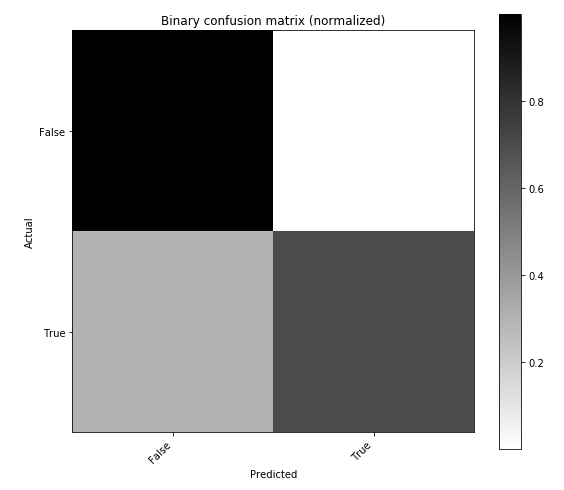 Binary confusion matrix (normalized)
False
True
Actual
False
True
Predicted
0.8
0.6
0.4
0.2